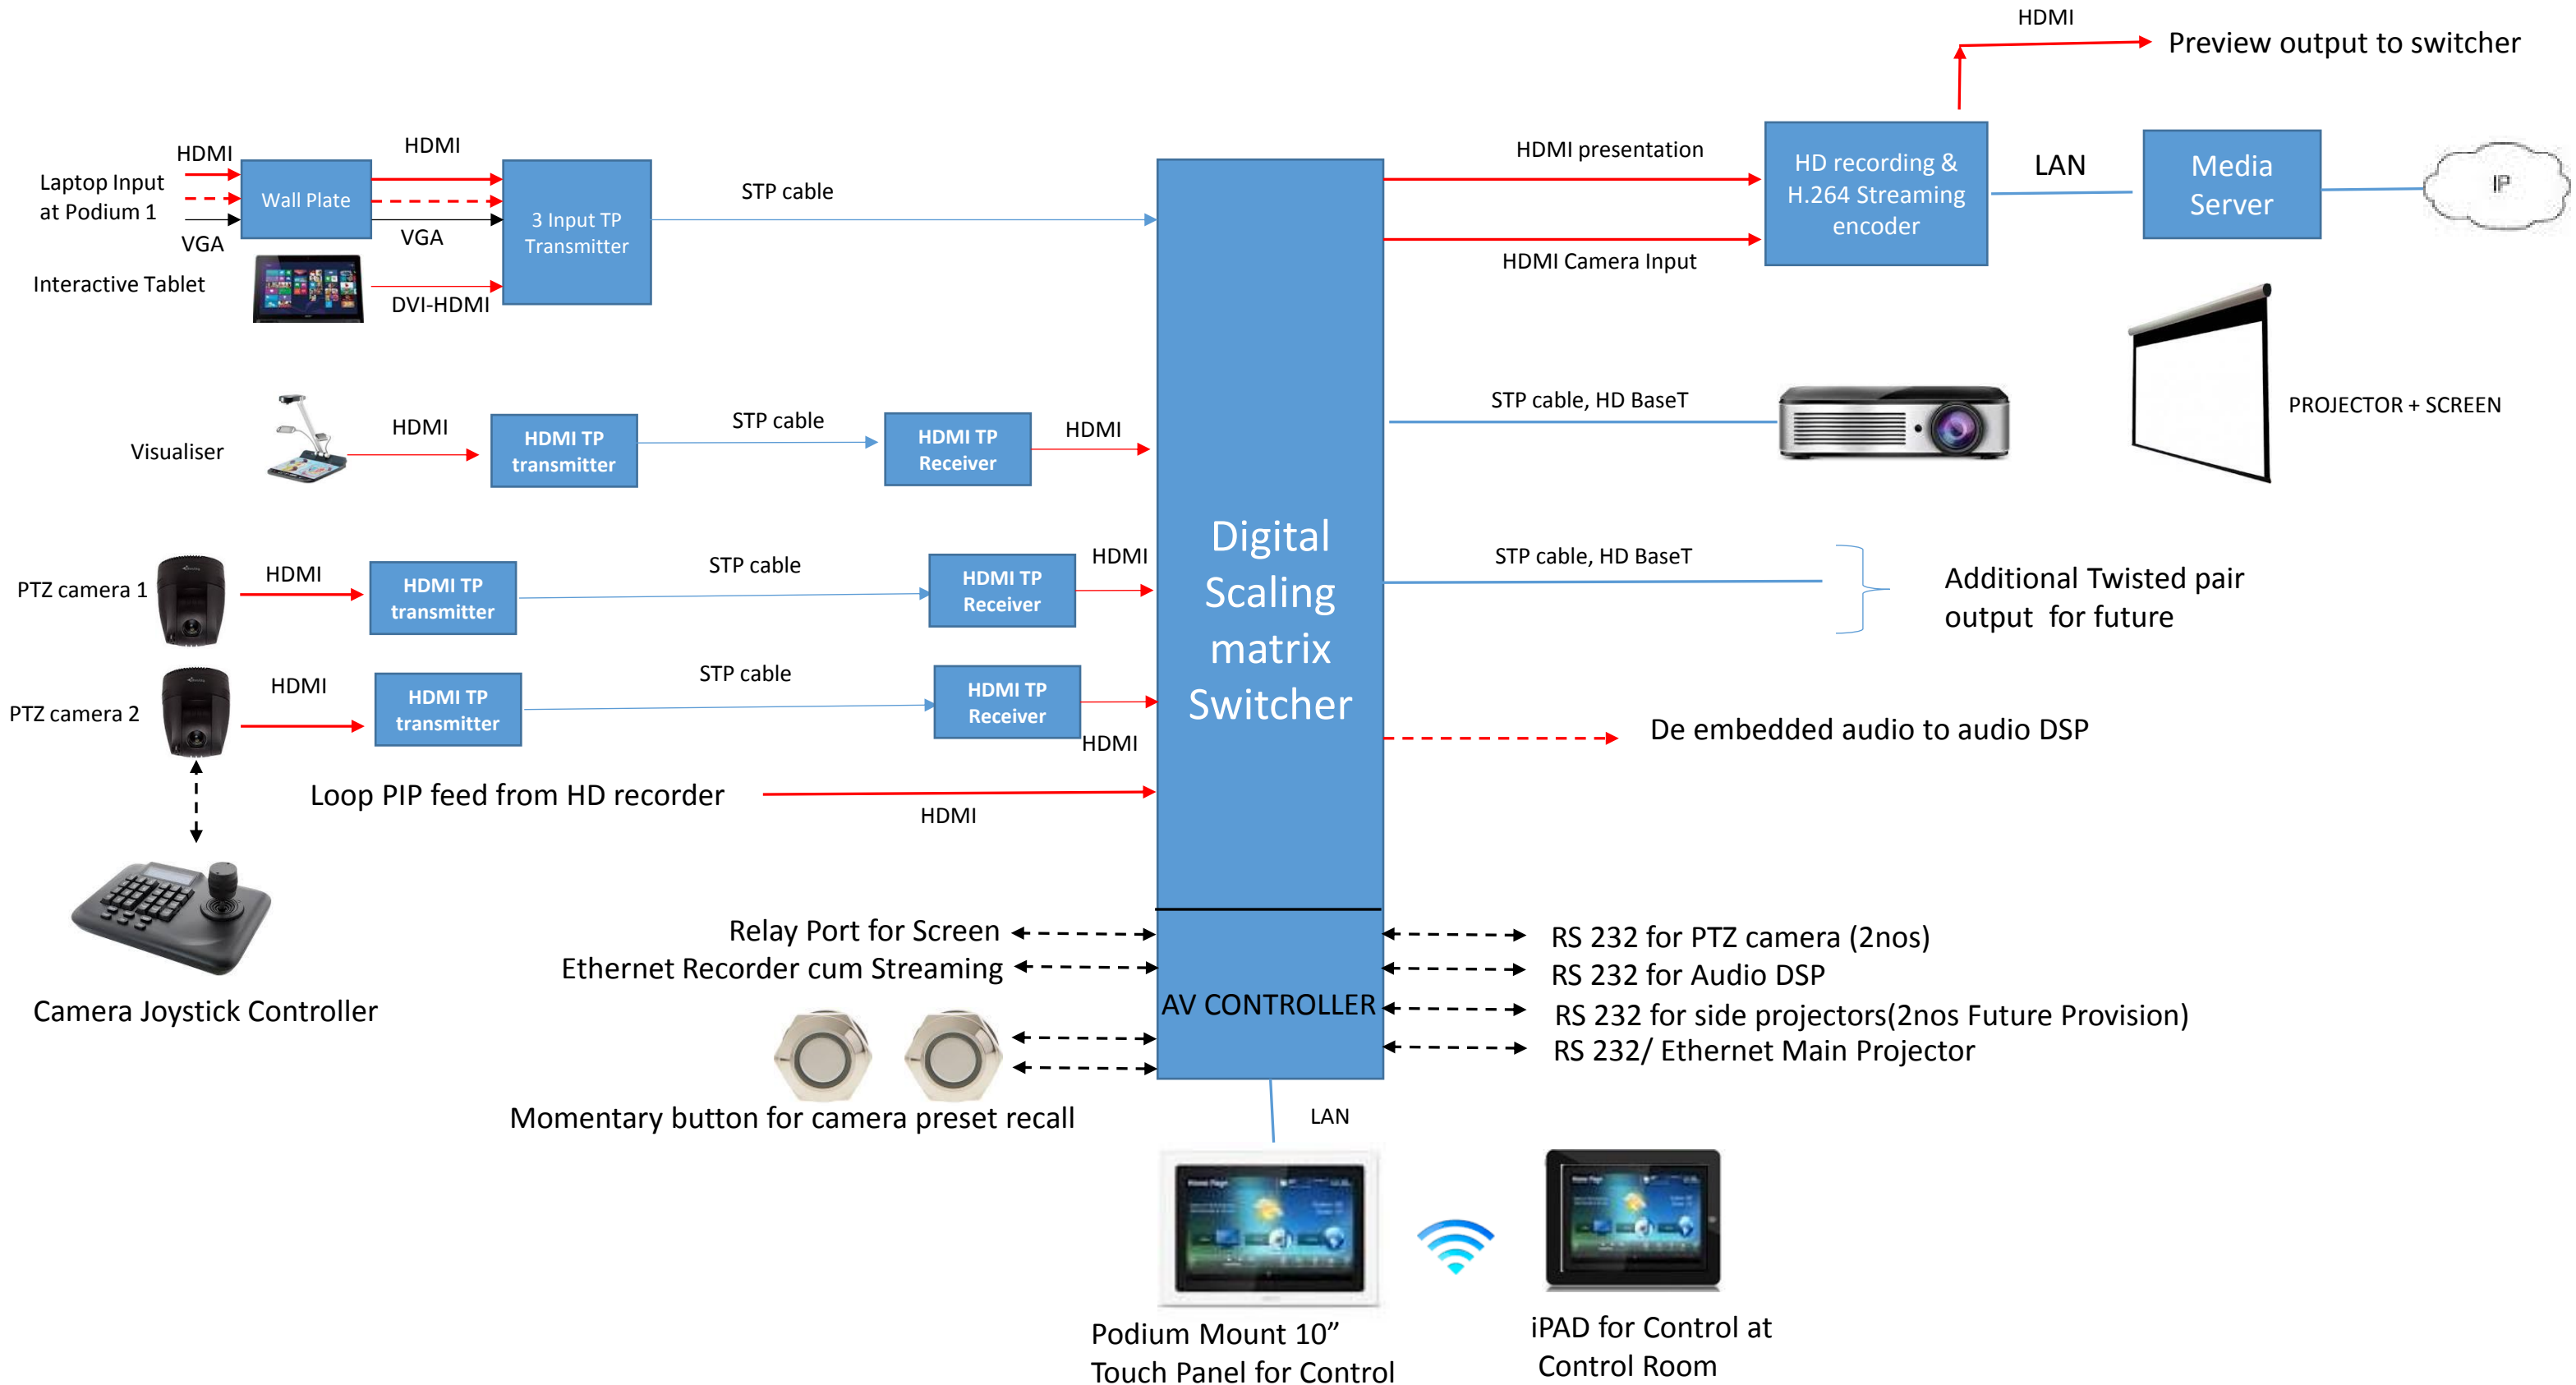 HDMI
Preview output to switcher
HDMI
HDMI
Laptop Input
at Podium 1
VGA
Wall Plate
VGA
3 Input TP
Transmitter
STP cable
Interactive Tablet
DVI-HDMI
HDMI presentation
HDMI Camera Input
HD recording &
H.264 Streaming
encoder
LAN
Media
Server
IP
Visualiser
HDMI
HDMI TP
transmitter
STP cable
HDMI TP
Receiver
HDMI
STP cable, HD BaseT
PROJECTOR + SCREEN
PTZ camera 1
HDMI
HDMI TP
transmitter
STP cable
HDMI TP
Receiver
HDMI
STP cable, HD BaseT
Additional Twisted pair
output for future
PTZ camera 2
HDMI
HDMI TP
transmitter
STP cable
HDMI TP
Receiver
HDMI
Digital
Scaling
matrix
Switcher
De embedded audio to audio DSP
Loop PIP feed from HD recorder
HDMI
Camera Joystick Controller
Relay Port for Screen
Ethernet Recorder cum Streaming
Momentary button for camera preset recall
AV CONTROLLER
RS 232 for PTZ camera (2nos)
RS 232 for Audio DSP
RS 232 for side projectors(2nos Future Provision)
RS 232/ Ethernet Main Projector
LAN
Podium Mount 10”
Touch Panel for Control
iPAD for Control at
Control Room